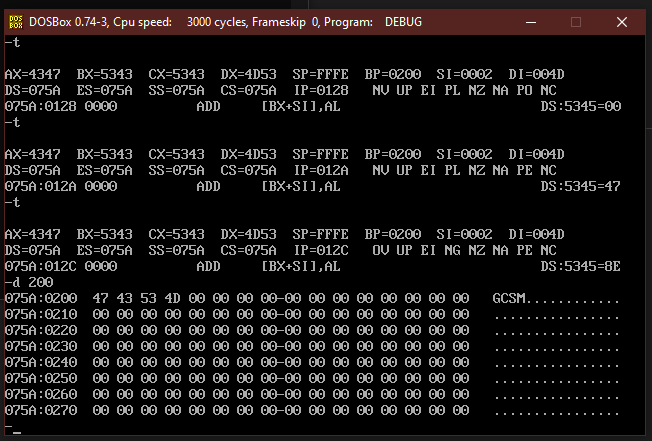 DOS
BOX
DOSBox 0.74-3, Cpu speed: 3000 cycles, Frameskip 0, Program: DEBUG
-t
AX=4347 BX=5343 CX=5343 DX=4D53 SP=FFFE BP=0200 SI=0002 DI=004D
DS=075A ES=075A SS=075A CS=075A IP=0128 NV UP EI PL NZ NA PO NC
075A:0128 0000 ADD [BX+SI],AL DS:5345=00
-t
AX=4347 BX=5343 CX=5343 DX=4D53 SP=FFFE BP=0200 SI=0002 DI=004D
DS=075A ES=075A SS=075A CS=075A IP=012A NV UP EI PL NZ NA PE NC
075A:012A 0000 ADD [BX+SI],AL DS:5345=47
-t
AX=4347 BX=5343 CX=5343 DX=4D53 SP=FFFE BP=0200 SI=0002 DI=004D
DS=075A ES=075A SS=075A CS=075A IP=012C OV UP EI NG NZ NA PE NC
075A:012C 0000 ADD [BX+SI],AL DS:5345=8E
-d 200
075A:0200 47 43 53 4D 00 00 00 00-00 00 00 00 00 00 00 00 GCSM............
075A:0210 00 00 00 00 00 00 00 00-00 00 00 00 00 00 00 00 ................
075A:0220 00 00 00 00 00 00 00 00-00 00 00 00 00 00 00 00 ................
075A:0230 00 00 00 00 00 00 00 00-00 00 00 00 00 00 00 00 ................
075A:0240 00 00 00 00 00 00 00 00-00 00 00 00 00 00 00 00 ................
075A:0250 00 00 00 00 00 00 00 00-00 00 00 00 00 00 00 00 ................
075A:0260 00 00 00 00 00 00 00 00-00 00 00 00 00 00 00 00 ................
075A:0270 00 00 00 00 00 00 00 00-00 00 00 00 00 00 00 00 ................
-_